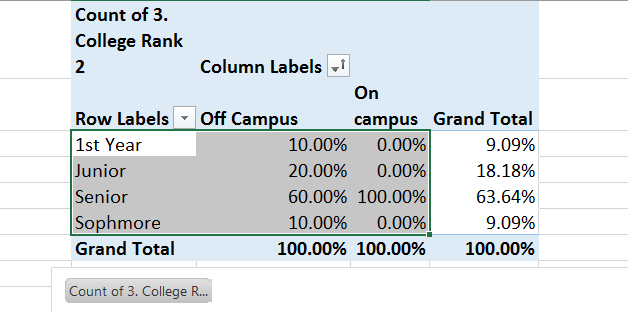 Count of 3.
College Rank
2 Column Labels
On
Row Labels Off Campus campus Grand Total
1st Year 10.00% 0.00% 9.09%
Junior 20.00% 0.00% 18.18%
Senior 60.00% 100.00% 63.64%
Sophmore 10.00% 0.00% 9.09%
Grand Total 100.00% 100.00% 100.00%
Count of 3. College R...